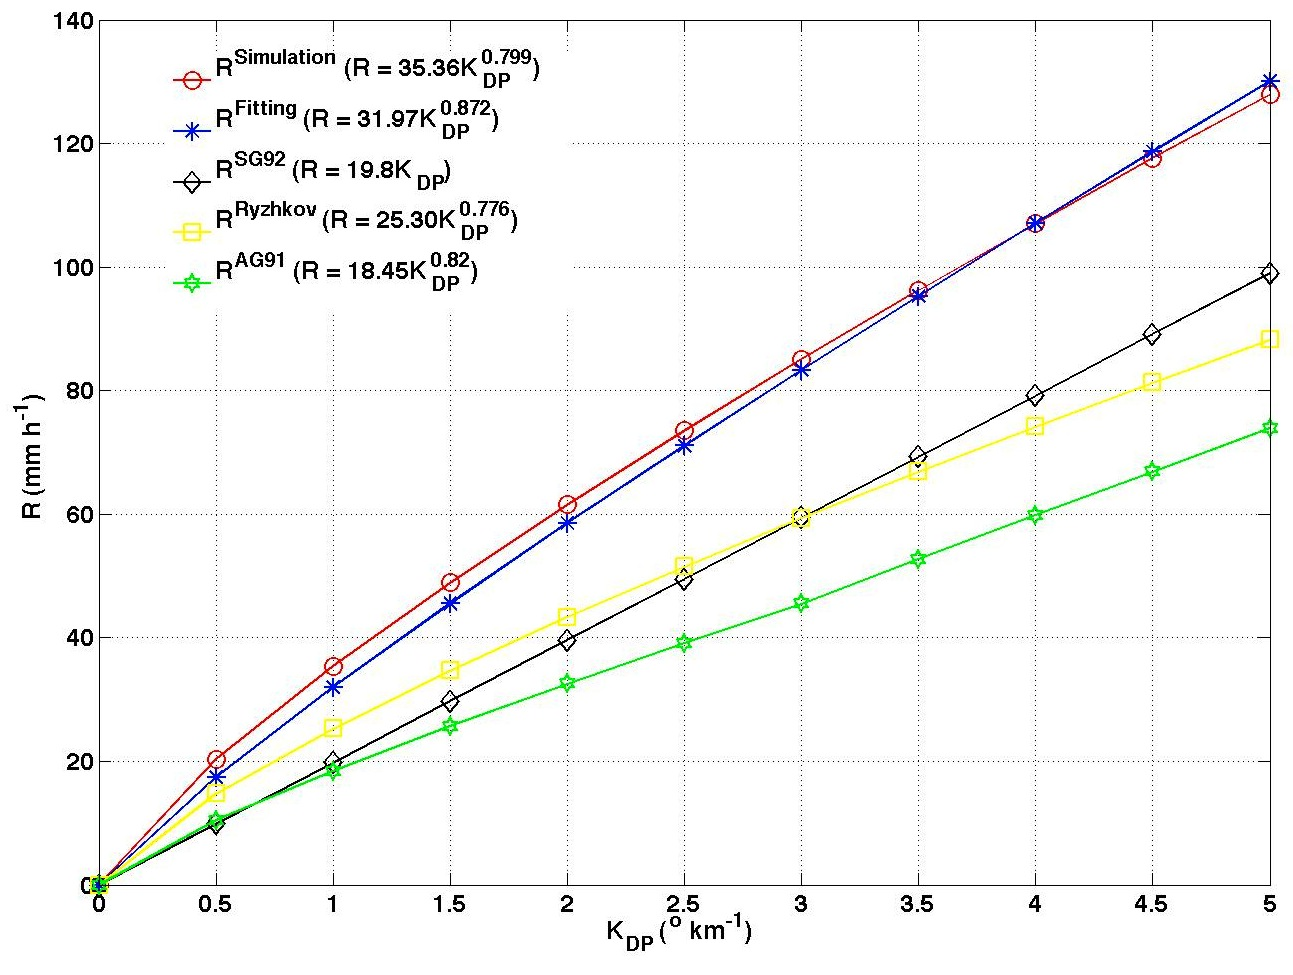 140
120
100
80
60
40
20
0
R (mm h⁻¹)
R^Simulation (R = 35.36K_DP^0.799)
R^Fitting (R = 31.97K_DP^0.872)
R^SG92 (R = 19.8K_DP)
R^Ryzhkov (R = 25.30K_DP^0.776)
R^AG91 (R = 18.45K_DP^0.82)
0 0.5 1 1.5 2 2.5 3 3.5 4 4.5 5
K_DP (° km⁻¹)